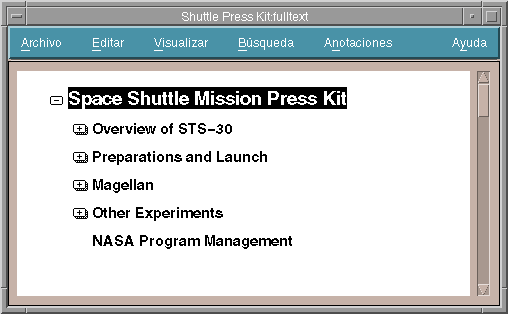 Shuttle Press Kit:fulltext
Archivo Editar Visualizar Búsqueda Anotaciones Ayuda
Space Shuttle Mission Press Kit
Overview of STS-30
Preparations and Launch
Magellan
Other Experiments
NASA Program Management